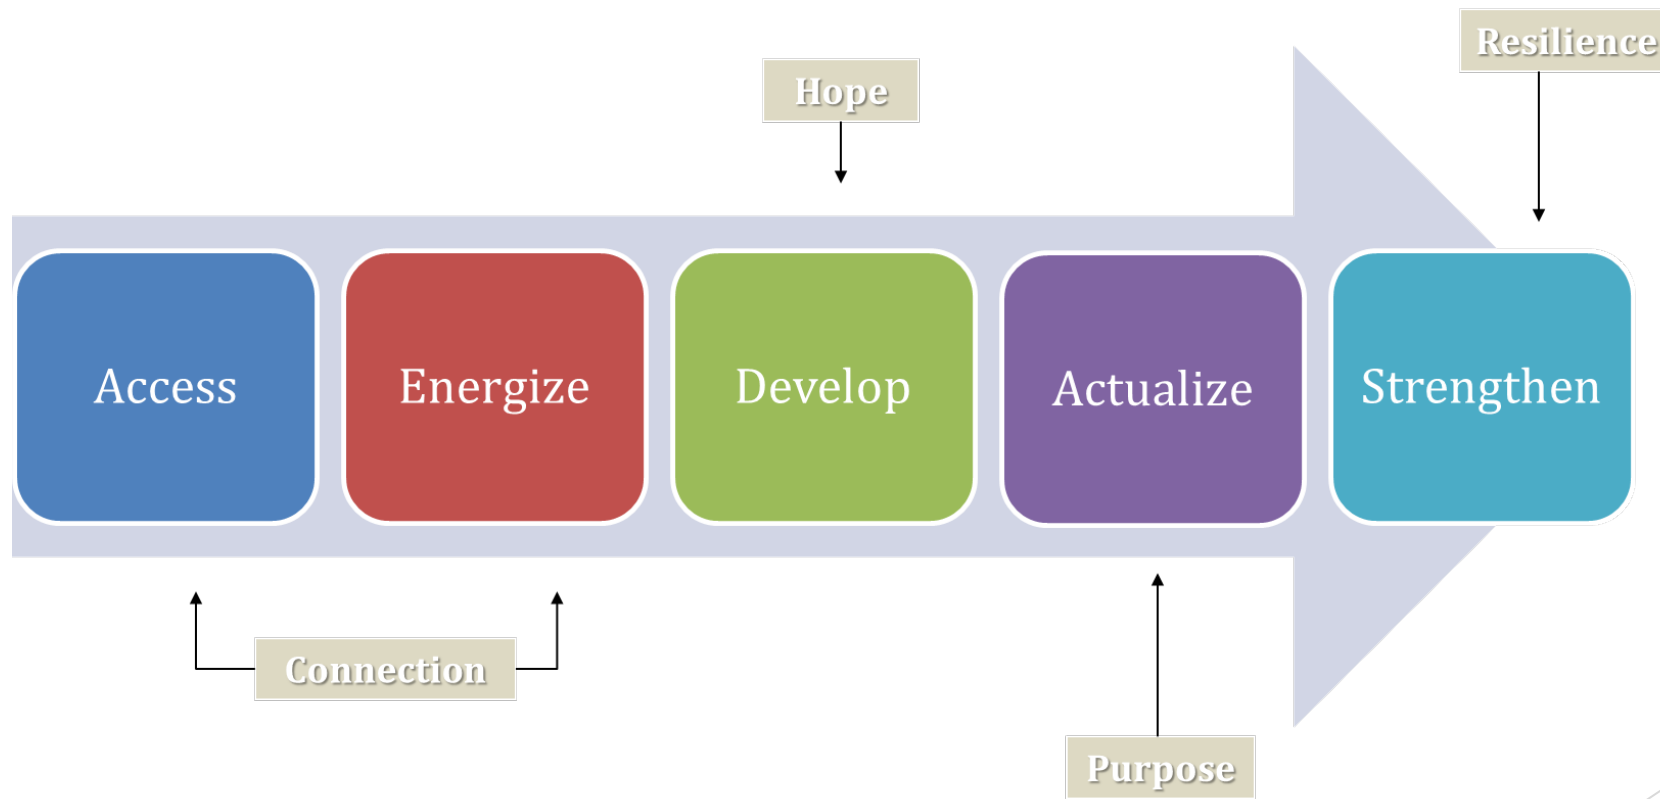 Resilience
Hope
Access
Energize
Develop
Actualize
Strengthen
Connection
Purpose